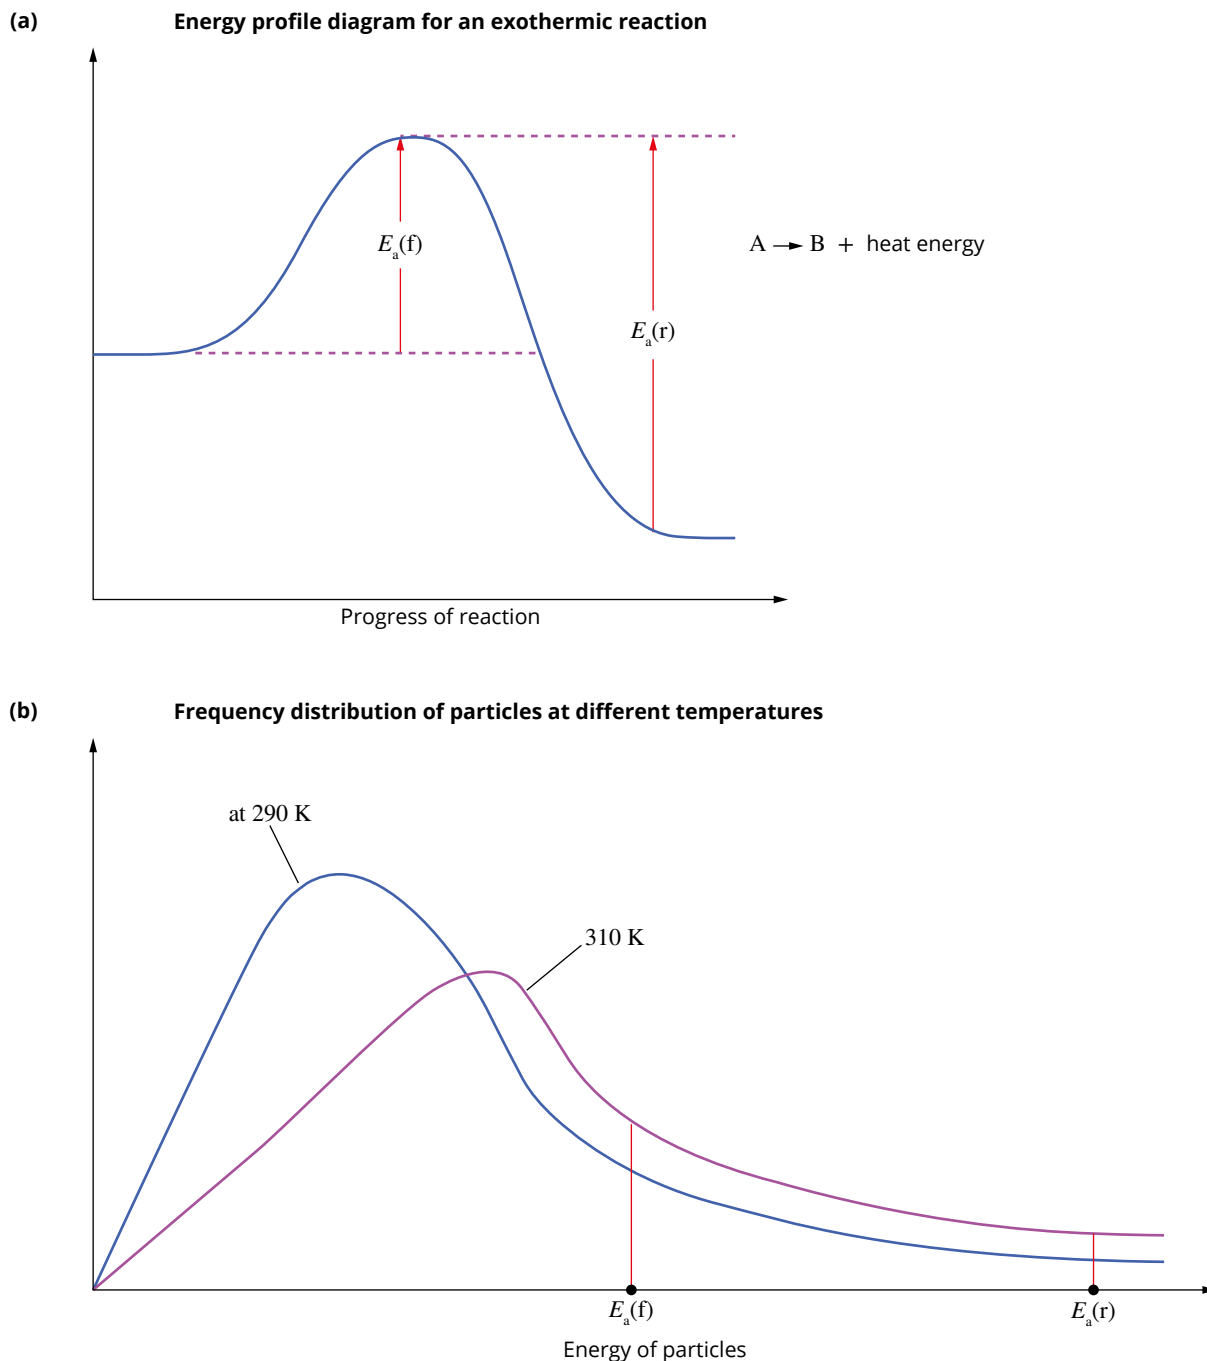 (a) Energy profile diagram for an exothermic reaction
Eₐ(f)
A → B + heat energy
Eₐ(r)
Progress of reaction
(b) Frequency distribution of particles at different temperatures
at 290 K
310 K
Eₐ(f)
Eₐ(r)
Energy of particles